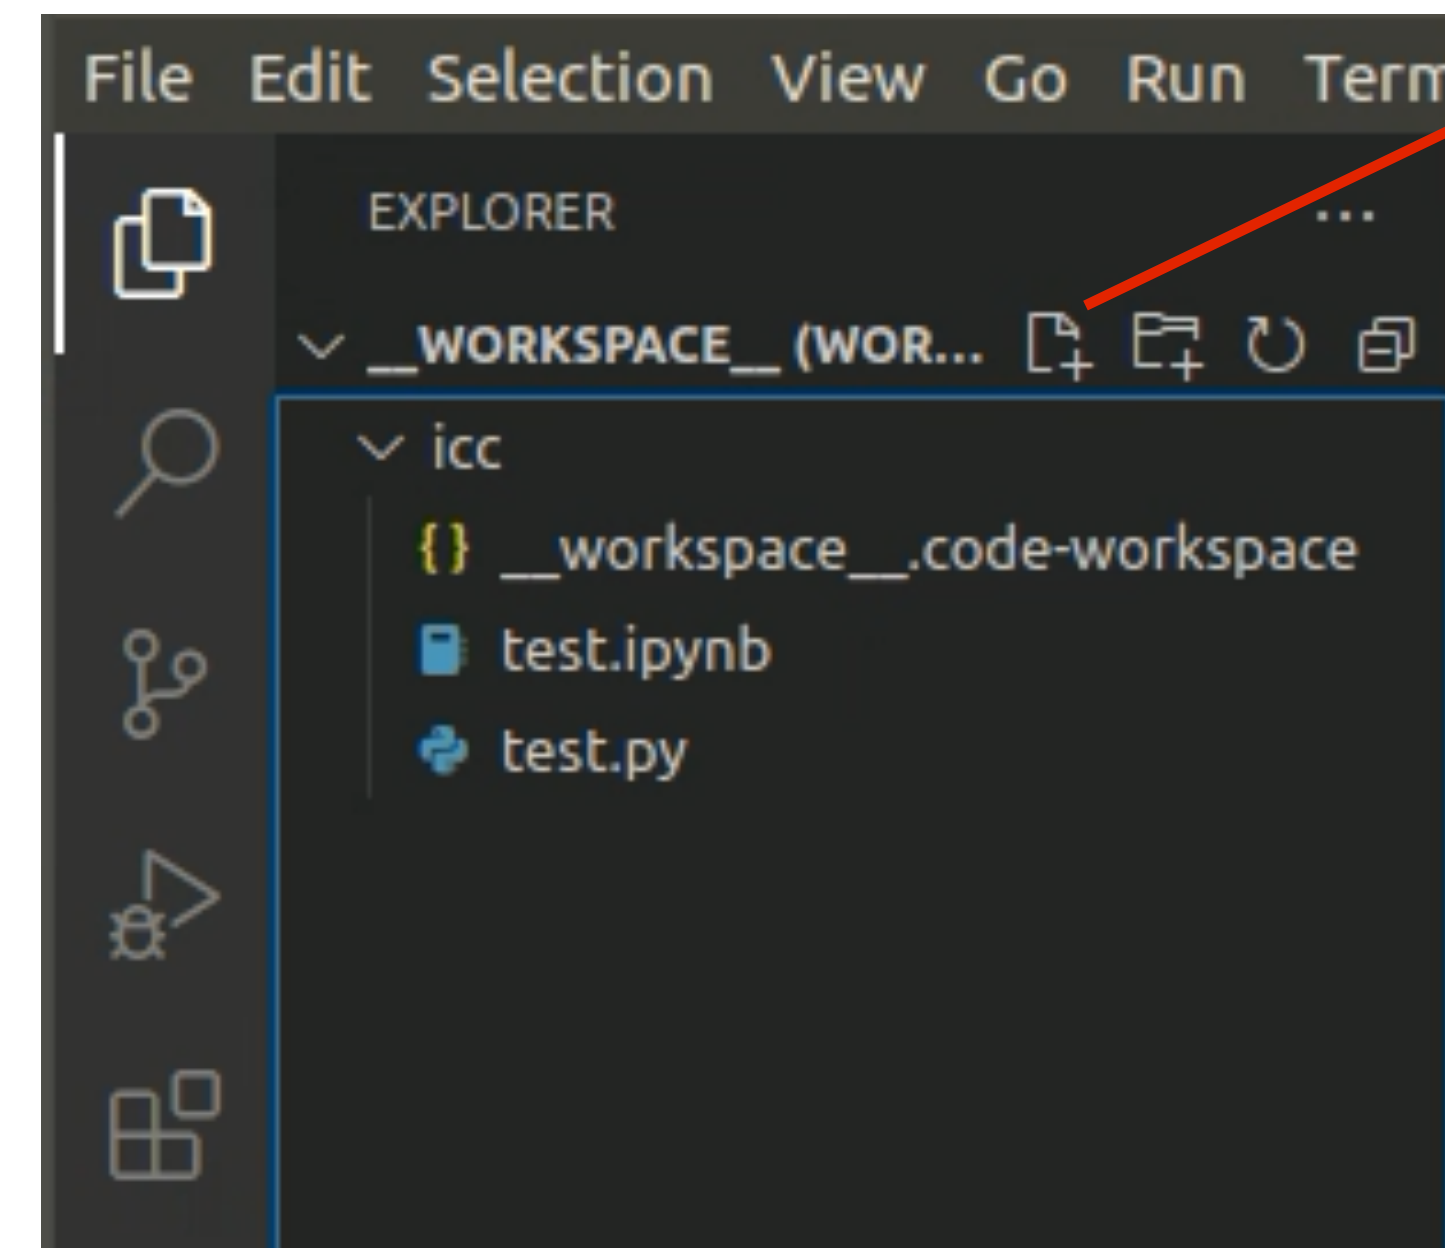 File Edit Selection View Go Run Term
EXPLORER
__WORKSPACE__ (WOR...
icc
{} __workspace__.code-workspace
test.ipynb
test.py